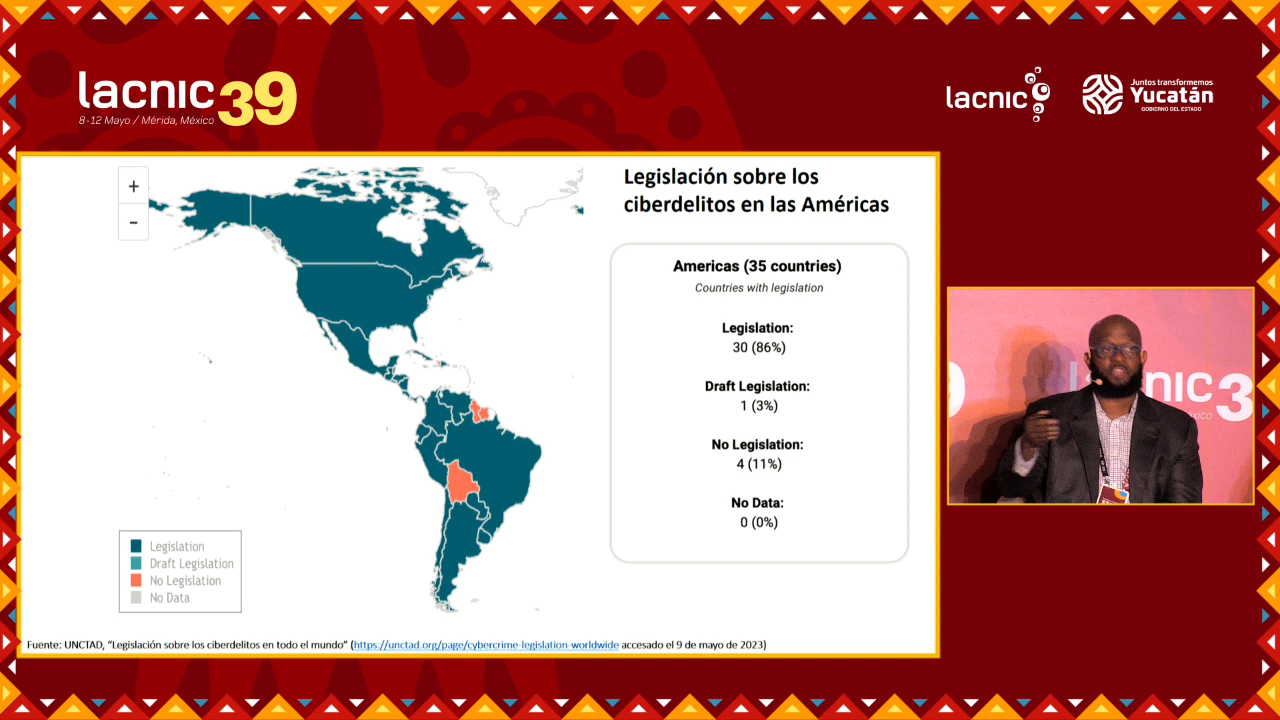 lacnic 39
8-12 Mayo / Mérida, México
lacnic
Juntos transformemos
Yucatán
GOBIERNO DEL ESTADO
+
-
Legislación sobre los
ciberdelitos en las Américas
Americas (35 countries)
Countries with legislation
Legislation:
30 (86%)
Draft Legislation:
1 (3%)
No Legislation:
4 (11%)
No Data:
0 (0%)
Legislation
Draft Legislation
No Legislation
No Data
Fuente: UNCTAD, “Legislación sobre los ciberdelitos en todo el mundo” (https://unctad.org/page/cybercrime-legislation-worldwide accesado el 9 de mayo de 2023)